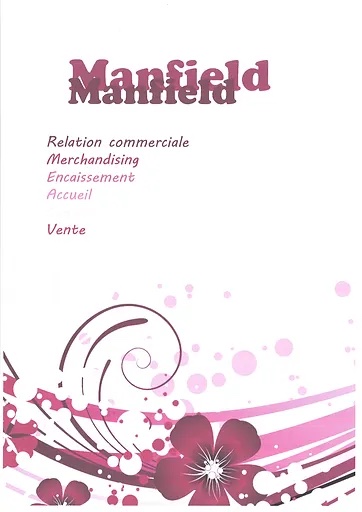 Manfield
Manfield
Relation commerciale
Merchandising
Encaissement
Accueil
Vente